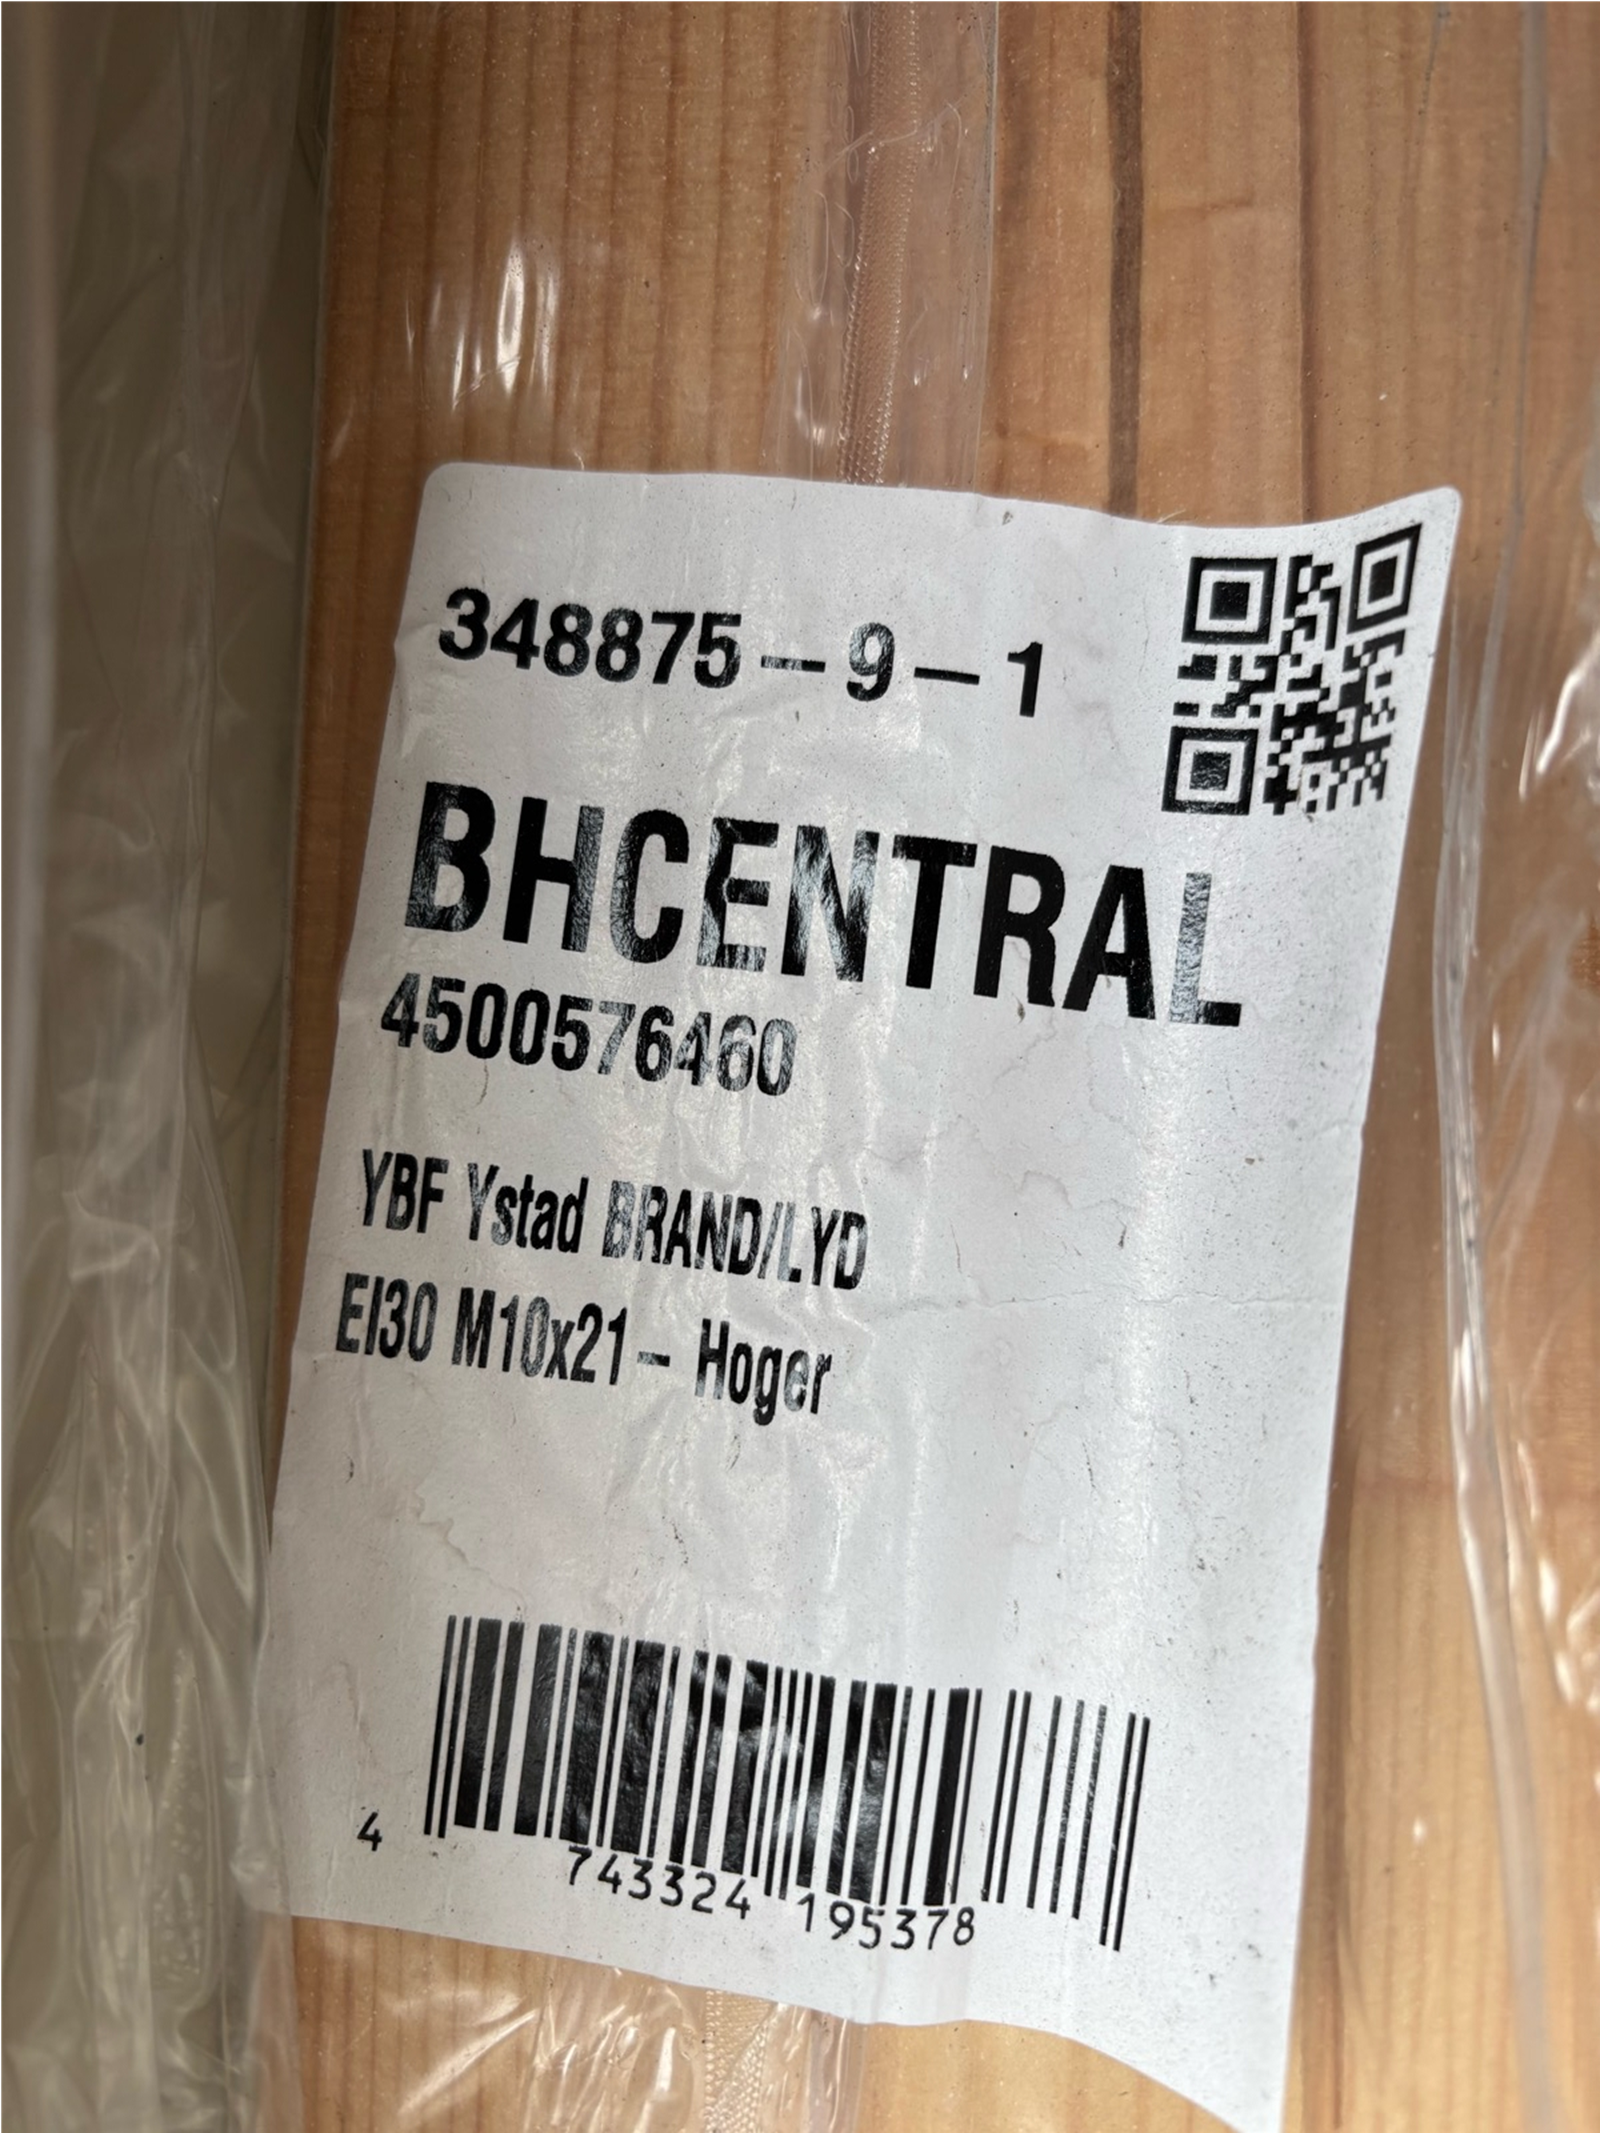 348875-9-1
BHCENTRAL
4500576460
YBF Ystad BRAND/LYD
EI30 M10x21- Hoger
4 743324 195378